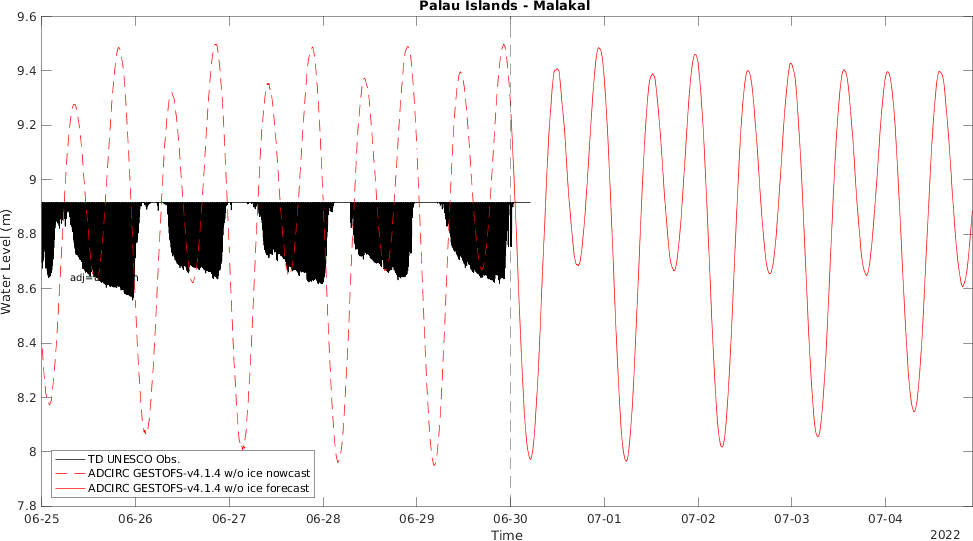 Palau Islands - Malakal
9.6
9.4
9.2
9
8.8
8.6
8.4
8.2
8
7.8
Water Level (m)
TD UNESCO Obs.
ADCIRC GESTOFS-v4.1.4 w/o ice nowcast
ADCIRC GESTOFS-v4.1.4 w/o ice forecast
06-25 06-26 06-27 06-28 06-29 06-30 07-01 07-02 07-03 07-04
Time
2022